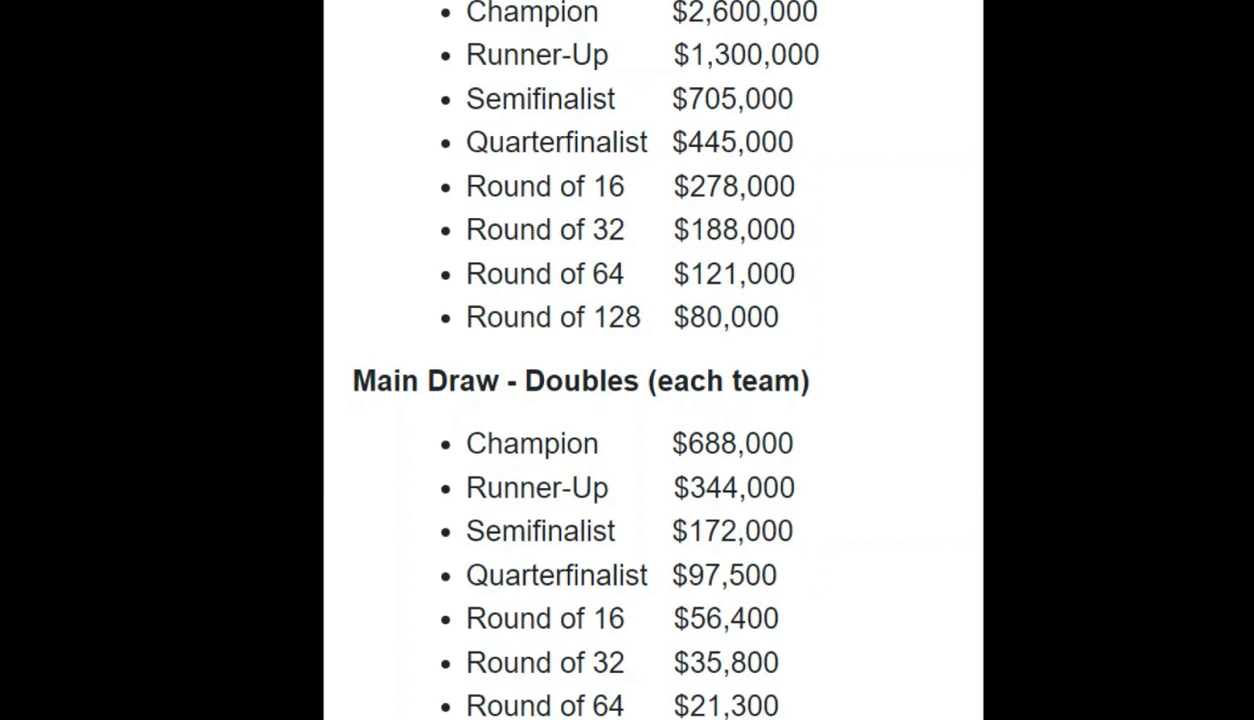 • Champion $2,600,000
• Runner-Up $1,300,000
• Semifinalist $705,000
• Quarterfinalist $445,000
• Round of 16 $278,000
• Round of 32 $188,000
• Round of 64 $121,000
• Round of 128 $80,000
Main Draw - Doubles (each team)
• Champion $688,000
• Runner-Up $344,000
• Semifinalist $172,000
• Quarterfinalist $97,500
• Round of 16 $56,400
• Round of 32 $35,800
• Round of 64 $21,300